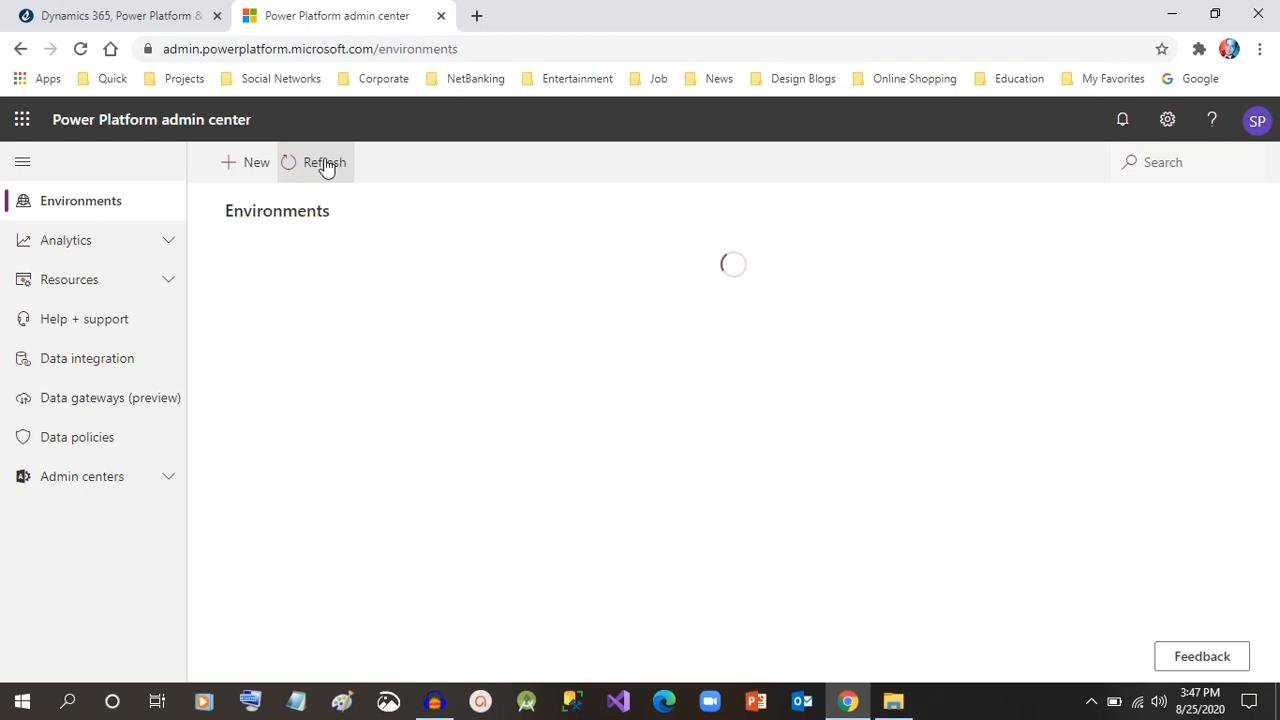 Dynamics 365, Power Platform &
Power Platform admin center
admin.powerplatform.microsoft.com/environments
Apps Quick Projects Social Networks Corporate NetBanking Entertainment Job News Design Blogs Online Shopping Education My Favorites Google
Power Platform admin center
SP
New Refresh Search
Environments
Environments
Analytics
Resources
Help + support
Data integration
Data gateways (preview)
Data policies
Admin centers
Feedback
3:47 PM
8/25/2020